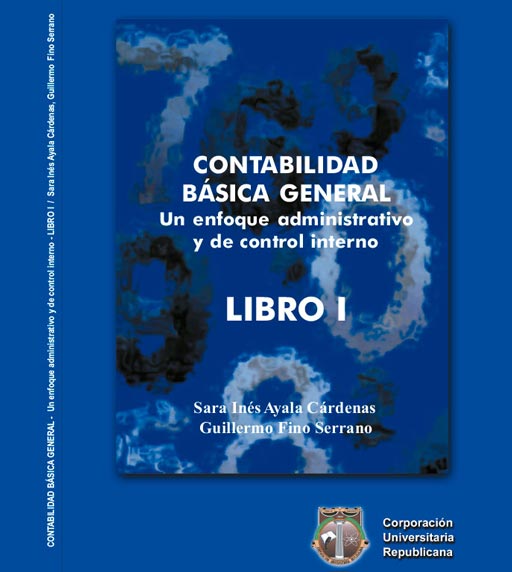 CONTABILIDAD BÁSICA GENERAL - Un enfoque administrativo y de control interno - LIBRO I / Sara Inés Ayala Cárdenas, Guillermo Fino Serrano
CONTABILIDAD
BÁSICA GENERAL
Un enfoque administrativo
y de control interno
LIBRO I
Sara Inés Ayala Cárdenas
Guillermo Fino Serrano
Corporación
Universitaria
Republicana